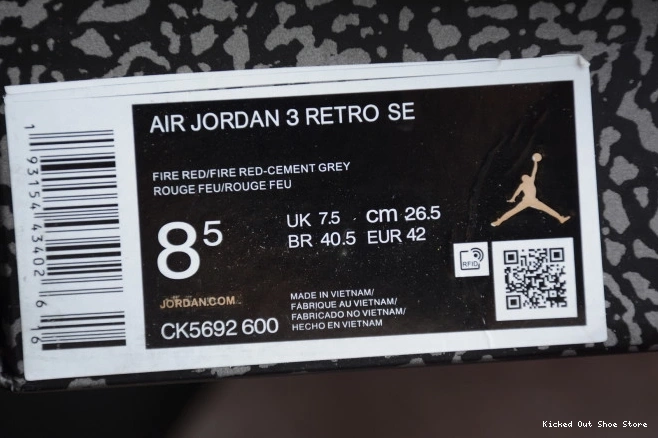 AIR JORDAN 3 RETRO SE
FIRE RED/FIRE RED-CEMENT GREY
ROUGE FEU/ROUGE FEU
8 5
UK 7.5 cm 26.5
BR 40.5 EUR 42
RFID
JORDAN.COM
CK5692 600
MADE IN VIETNAM/
FABRIQUE AU VIETNAM/
FABRICADO NO VIETNAM/
HECHO EN VIETNAM
1 93154 43402 6 16
Kicked Out Shoe Store